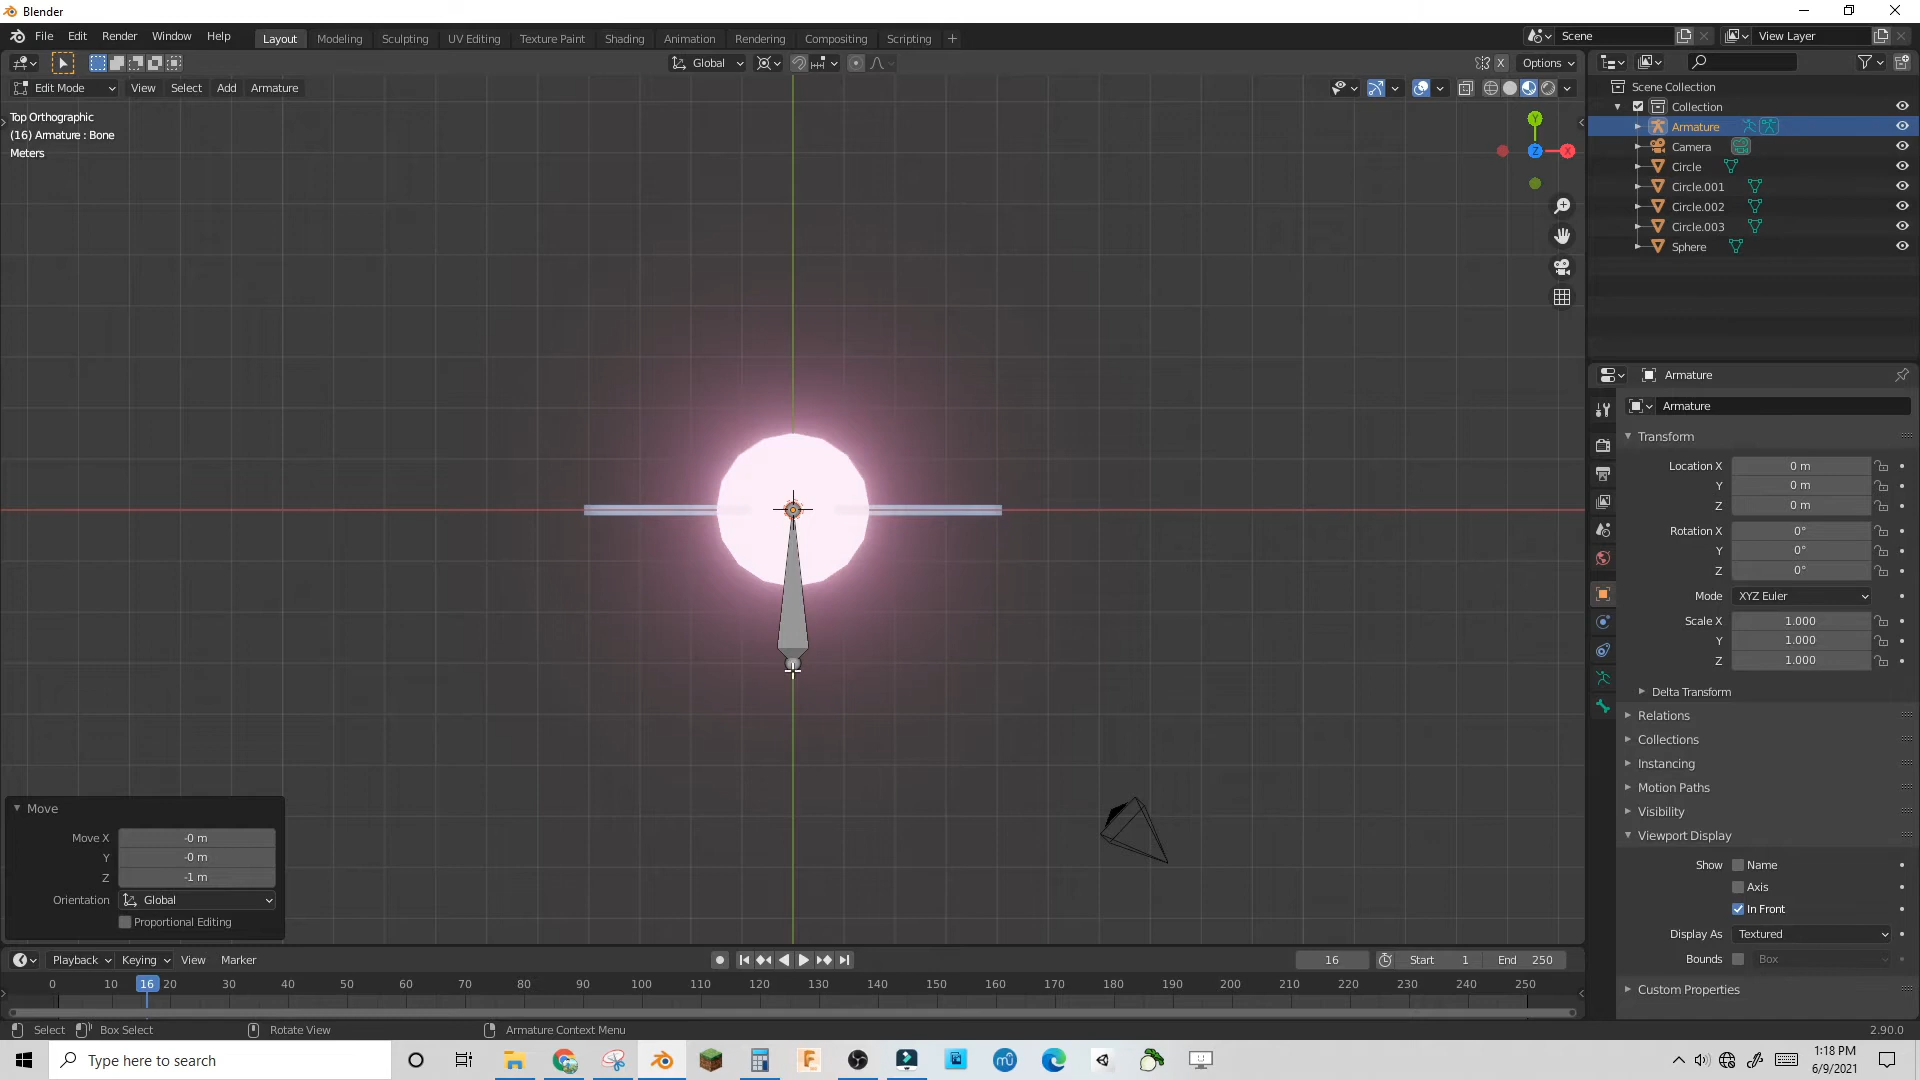 Blender
File Edit Render Window Help
Layout Modeling Sculpting UV Editing Texture Paint Shading Animation Rendering Compositing Scripting
Scene
View Layer
Global
X
Options
Edit Mode View Select Add Armature
Top Orthographic
(16) Armature : Bone
Meters
Y
Z
X
Scene Collection
Collection
Armature
Camera
Circle
Circle.001
Circle.002
Circle.003
Sphere
Armature
Armature
Transform
Location X 0 m
Y 0 m
Z 0 m
Rotation X 0°
Y 0°
Z 0°
Mode XYZ Euler
Scale X 1.000
Y 1.000
Z 1.000
Delta Transform
Relations
Collections
Instancing
Motion Paths
Visibility
Viewport Display
Show Name
Axis
In Front
Display As Textured
Bounds Box
Custom Properties
Move
Move X -0 m
Y -0 m
Z -1 m
Orientation Global
Proportional Editing
Playback Keying View Marker
16
Start 1
End 250
0 10 16 20 30 40 50 60 70 80 90 100 110 120 130 140 150 160 170 180 190 200 210 220 230 240 250
Select Box Select Rotate View Armature Context Menu
2.90.0
Type here to search
1:18 PM
6/9/2021